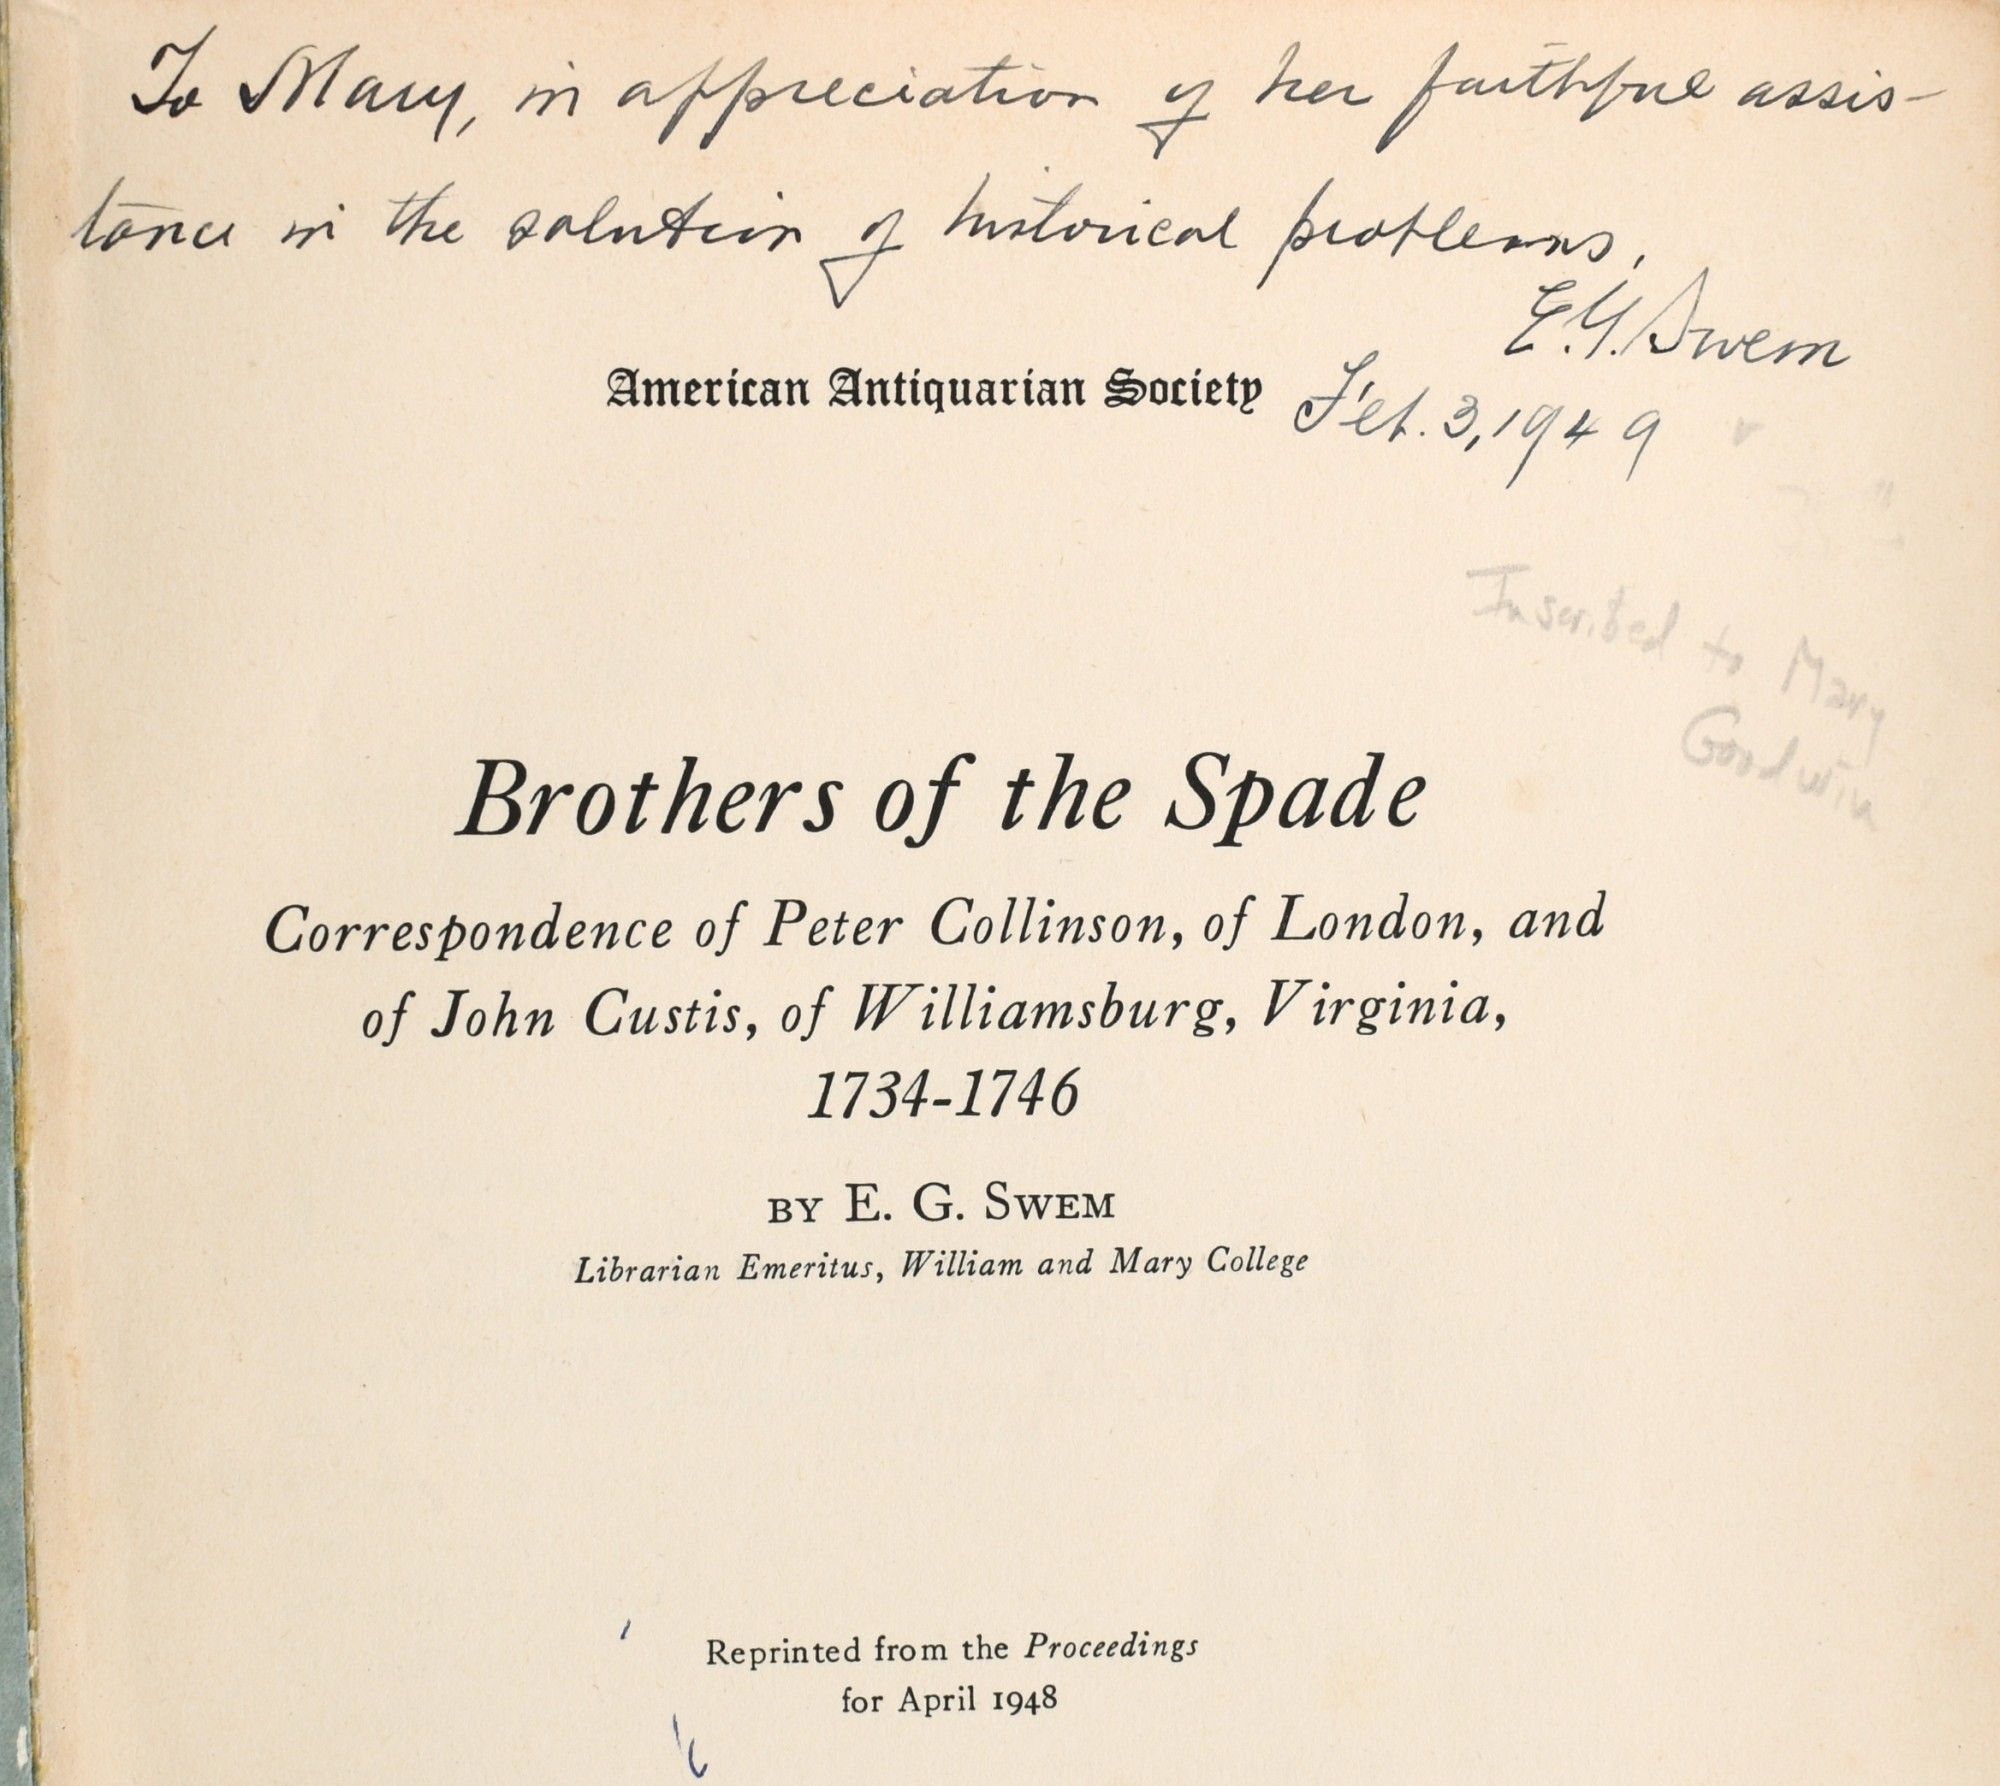 To Mary, in appreciation of her faithful assis-
tance in the solution of historical problems,
E.G. Swem
Feb. 3, 1949
American Antiquarian Society
Inscribed to Mary
Goodwin
Brothers of the Spade
Correspondence of Peter Collinson, of London, and
of John Custis, of Williamsburg, Virginia,
1734-1746
BY E. G. SWEM
Librarian Emeritus, William and Mary College
Reprinted from the Proceedings
for April 1948